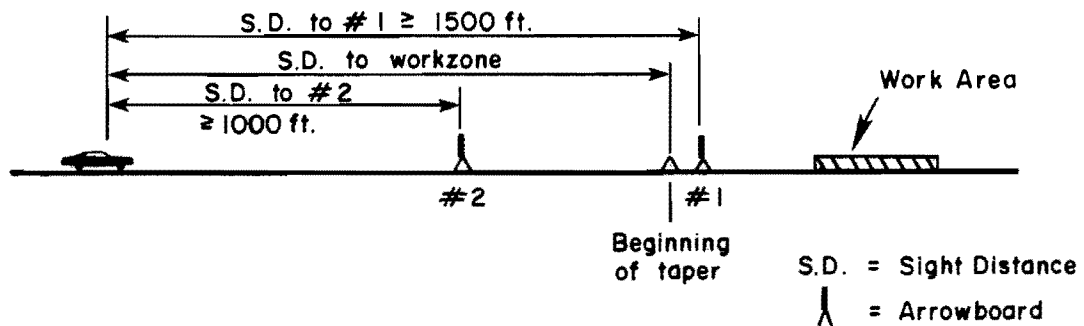 S.D. to #1 ≥ 1500 ft.
S.D. to workzone
S.D. to #2
≥1000 ft.
Work Area
#2
#1
Beginning
of taper
S.D. = Sight Distance
= Arrowboard